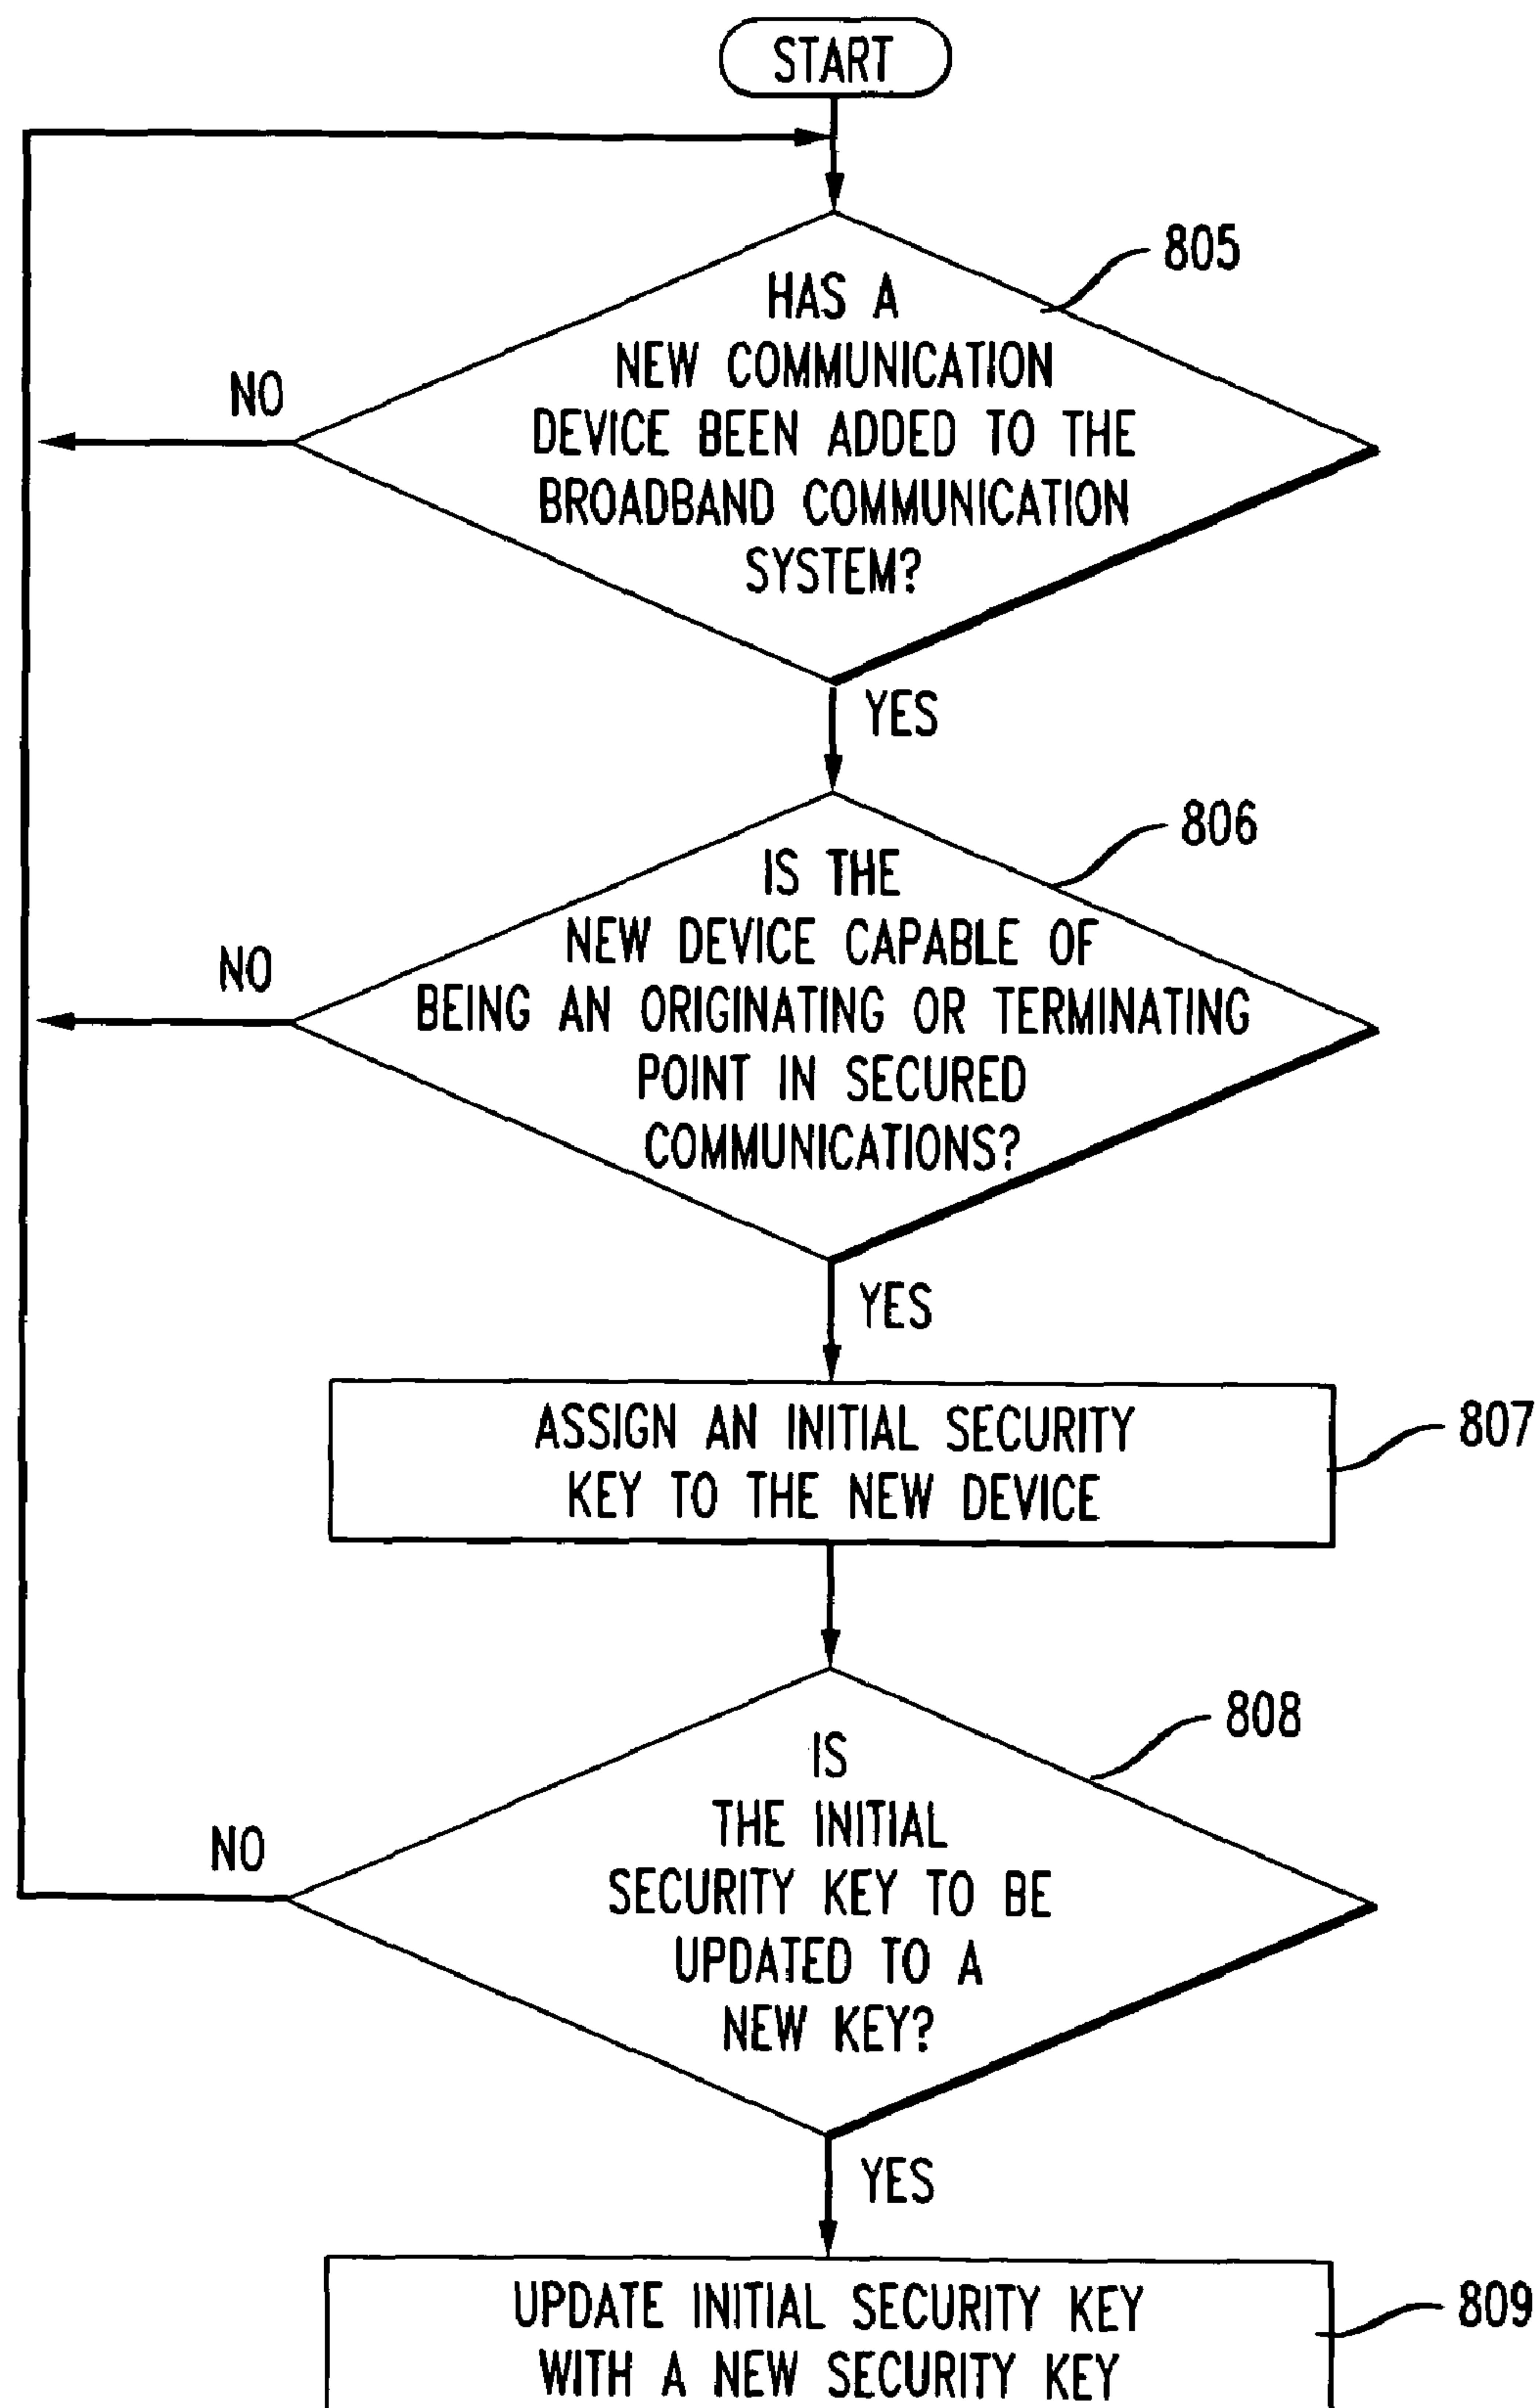 START
805
HAS A
NEW COMMUNICATION
DEVICE BEEN ADDED TO THE
BROADBAND COMMUNICATION
SYSTEM?
NO
YES
806
IS THE
NEW DEVICE CAPABLE OF
BEING AN ORIGINATING OR TERMINATING
POINT IN SECURED
COMMUNICATIONS?
NO
YES
ASSIGN AN INITIAL SECURITY
KEY TO THE NEW DEVICE
807
808
IS
THE INITIAL
SECURITY KEY TO BE
UPDATED TO A
NEW KEY?
NO
YES
UPDATE INITIAL SECURITY KEY
WITH A NEW SECURITY KEY
809